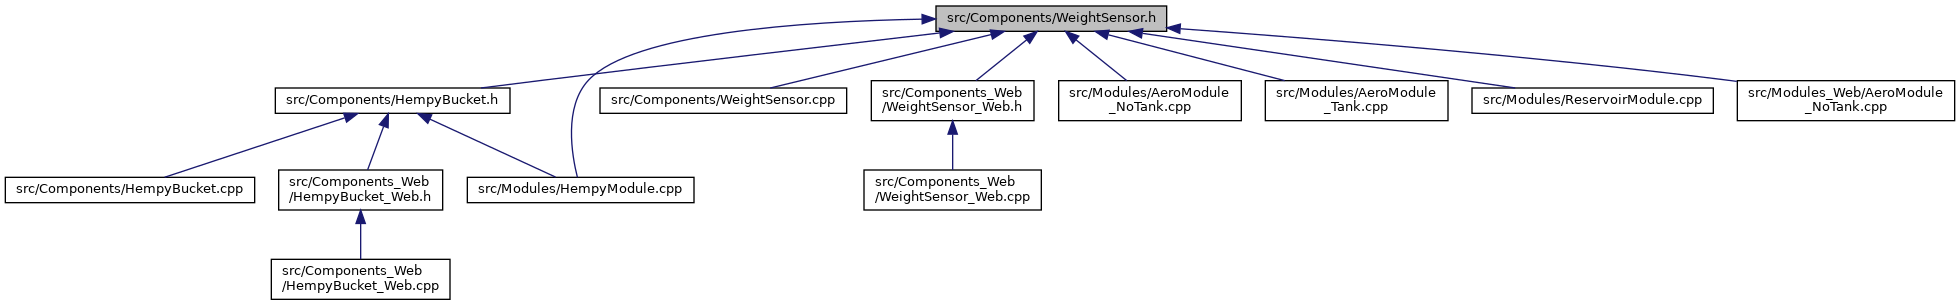 src/Components/WeightSensor.h
src/Components/HempyBucket.h
src/Components/WeightSensor.cpp
src/Components_Web
/WeightSensor_Web.h
src/Modules/AeroModule
_NoTank.cpp
src/Modules/AeroModule
_Tank.cpp
src/Modules/ReservoirModule.cpp
src/Modules_Web/AeroModule
_NoTank.cpp
src/Components/HempyBucket.cpp
src/Components_Web
/HempyBucket_Web.h
src/Modules/HempyModule.cpp
src/Components_Web
/WeightSensor_Web.cpp
src/Components_Web
/HempyBucket_Web.cpp